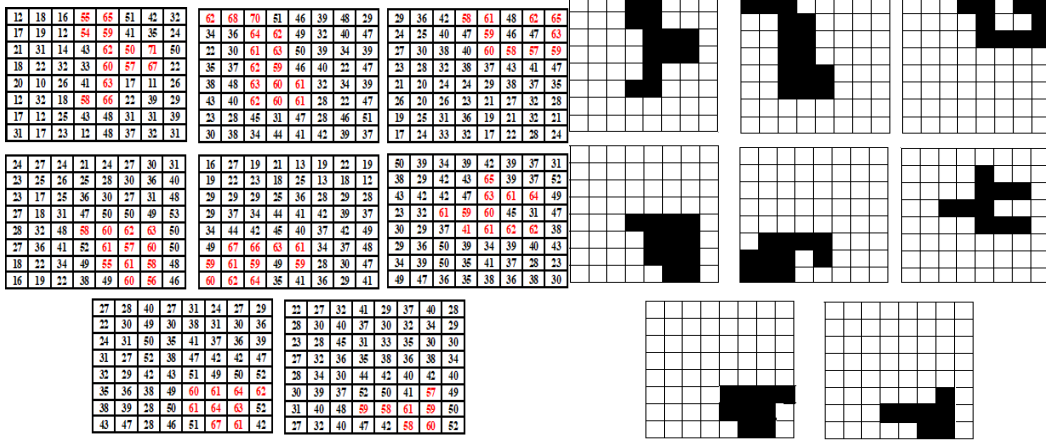 12 18 16 55 65 51 42 32
17 19 12 54 59 41 35 24
21 31 14 43 62 50 71 50
18 22 32 33 60 57 67 22
20 10 26 41 63 17 11 26
12 32 18 58 66 22 39 29
17 12 25 43 48 31 31 39
31 17 23 12 48 37 32 31
62 68 70 51 46 39 48 29
34 36 64 62 49 32 40 47
22 30 61 63 50 39 34 39
35 37 62 59 46 40 22 47
38 48 63 60 61 32 34 39
43 40 62 60 61 28 22 47
23 28 45 31 47 28 46 51
30 38 34 44 41 42 39 37
29 36 42 58 61 48 62 65
24 25 40 47 59 46 47 63
27 30 38 40 60 58 57 59
23 28 32 38 37 43 41 47
21 20 24 24 29 38 37 35
26 20 26 23 21 27 32 28
19 25 31 36 19 21 32 21
17 24 33 32 17 22 28 24
24 27 24 21 24 27 30 31
23 25 26 25 28 30 36 40
23 17 25 36 30 27 31 48
27 18 31 47 50 50 49 53
28 32 48 58 60 62 63 50
27 36 41 52 61 57 60 50
18 22 34 49 55 61 58 48
16 19 22 38 49 60 56 46
16 27 19 21 13 19 22 19
19 22 23 18 25 13 18 12
29 29 29 25 36 28 29 28
29 37 34 44 41 42 39 37
34 44 42 45 40 37 42 49
49 67 66 63 61 34 37 48
59 61 59 49 59 28 30 47
60 62 64 35 41 36 29 41
50 39 34 39 42 39 37 31
38 29 42 43 65 39 37 52
43 42 42 47 63 61 64 49
23 32 61 59 60 45 31 47
30 29 37 41 61 62 62 38
29 36 50 39 34 39 40 43
34 39 50 35 41 37 28 23
49 47 36 35 38 36 38 30
27 28 40 27 31 24 27 29
22 30 49 30 38 31 30 36
24 31 50 35 41 37 36 39
31 27 52 38 47 42 42 47
32 29 42 43 51 49 50 52
35 36 38 49 60 61 64 62
38 39 28 50 61 64 63 52
43 47 28 46 51 67 61 42
22 27 32 41 29 37 40 28
28 30 40 37 30 32 34 29
23 28 45 31 33 35 30 30
27 32 36 35 38 36 38 34
28 34 30 44 42 40 42 40
30 39 37 52 50 41 57 49
31 40 48 59 58 61 59 50
27 32 40 47 42 58 60 52